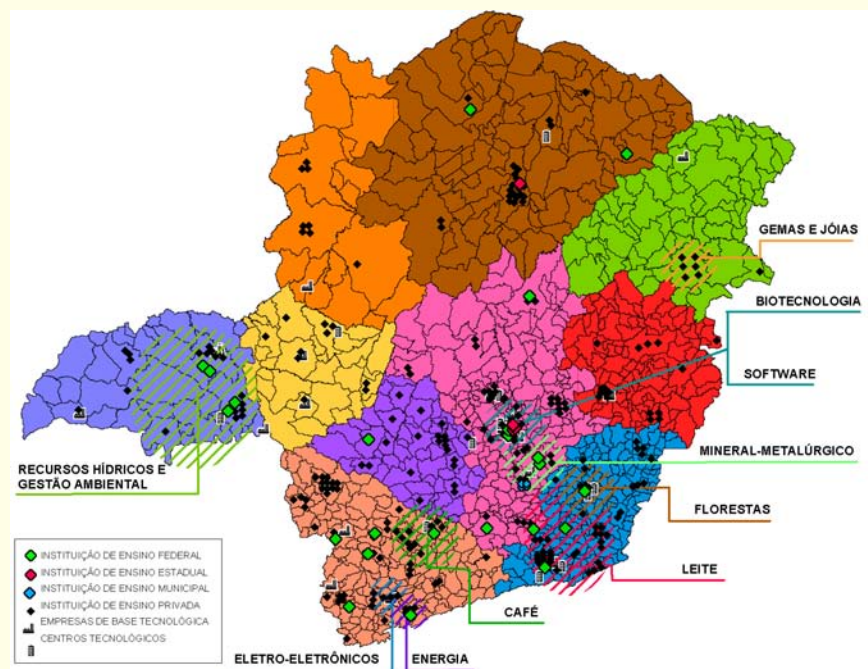 GEMAS E JÓIAS
BIOTECNOLOGIA
SOFTWARE
MINERAL-METALÚRGICO
RECURSOS HÍDRICOS E
GESTÃO AMBIENTAL
FLORESTAS
LEITE
CAFÉ
ELETRO-ELETRÔNICOS
ENERGIA
INSTITUIÇÃO DE ENSINO FEDERAL
INSTITUIÇÃO DE ENSINO ESTADUAL
INSTITUIÇÃO DE ENSINO MUNICIPAL
INSTITUIÇÃO DE ENSINO PRIVADA
EMPRESAS DE BASE TECNOLÓGICA
CENTROS TECNOLÓGICOS